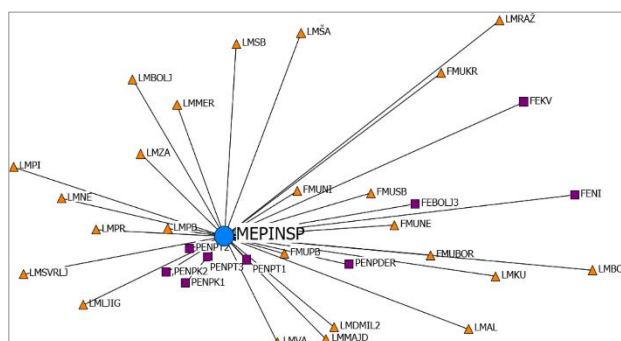 LMRAŽ
LMŠA
LMSB
FMUKR
LMBOLJ
FEKV
LMMER
LMZA
LMPI
FMUNI
FMUSB
FENI
LMNE
FEBOLJ3
LMPR
LMPB
MEPINSP
FMUNE
PENPT2
FMUPB
FMUBOR
PENPT3
PENPT1
PENPDER
LMSVRLJ
PENPK2
LMKU
PENPK1
LMLJIG
LMDMIL2
LMAL
LMMAJD